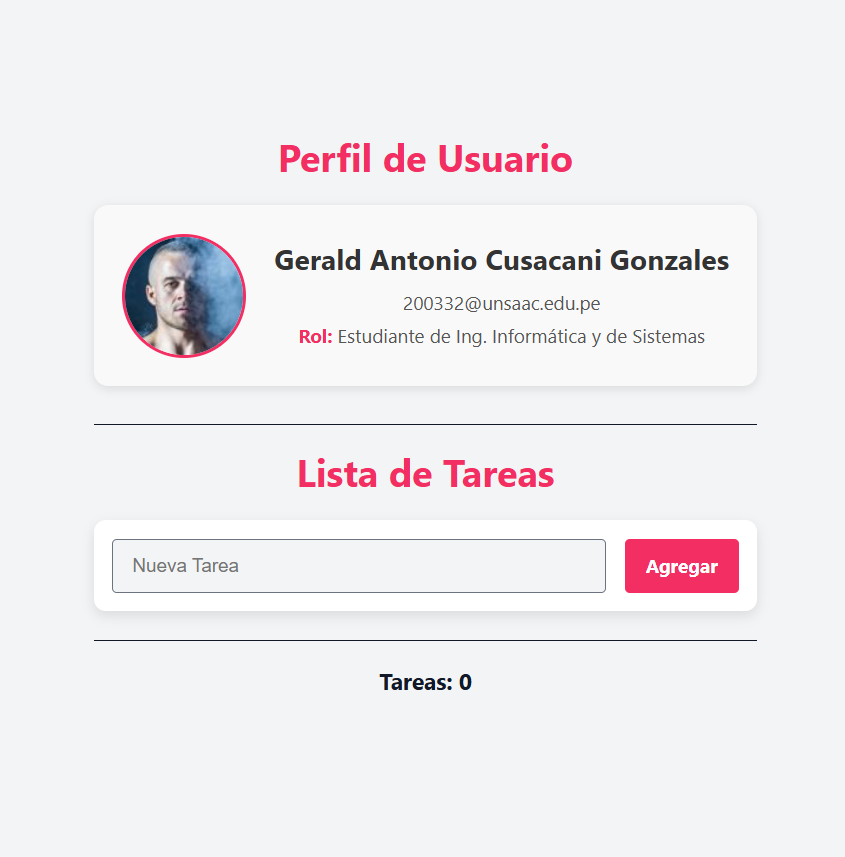 Perfil de Usuario
Gerald Antonio Cusacani Gonzales
200332@unsaac.edu.pe
Rol: Estudiante de Ing. Informática y de Sistemas
Lista de Tareas
Nueva Tarea
Agregar
Tareas: 0